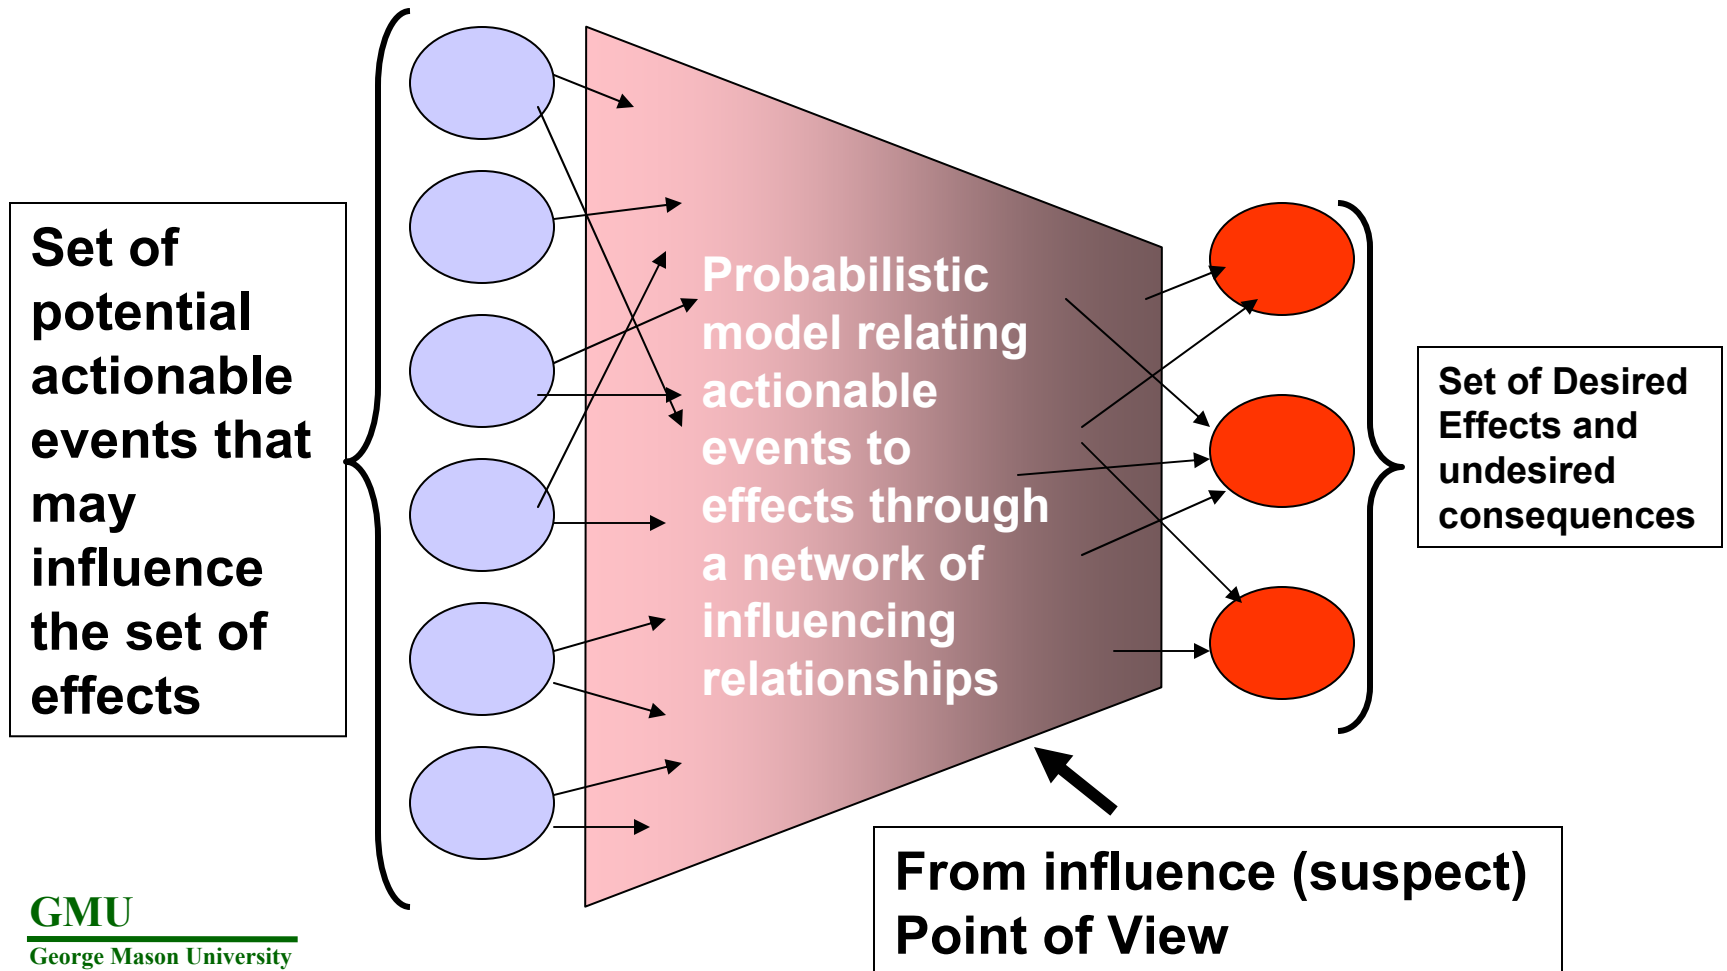 Set of
potential
actionable
events that
may
influence
the set of
effects
Probabilistic
model relating
actionable
events to
effects through
a network of
influencing
relationships
Set of Desired
Effects and
undesired
consequences
From influence (suspect)
Point of View
GMU
George Mason University